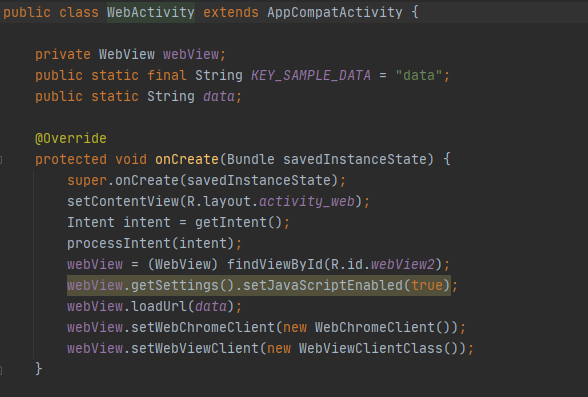 public class WebActivity extends AppCompatActivity {
private WebView webView;
public static final String KEY_SAMPLE_DATA = "data";
public static String data;
@Override
protected void onCreate(Bundle savedInstanceState) {
super.onCreate(savedInstanceState);
setContentView(R.layout.activity_web);
Intent intent = getIntent();
processIntent(intent);
webView = (WebView) findViewById(R.id.webView2);
webView.getSettings().setJavaScriptEnabled(true);
webView.loadUrl(data);
webView.setWebChromeClient(new WebChromeClient());
webView.setWebViewClient(new WebViewClientClass());
}